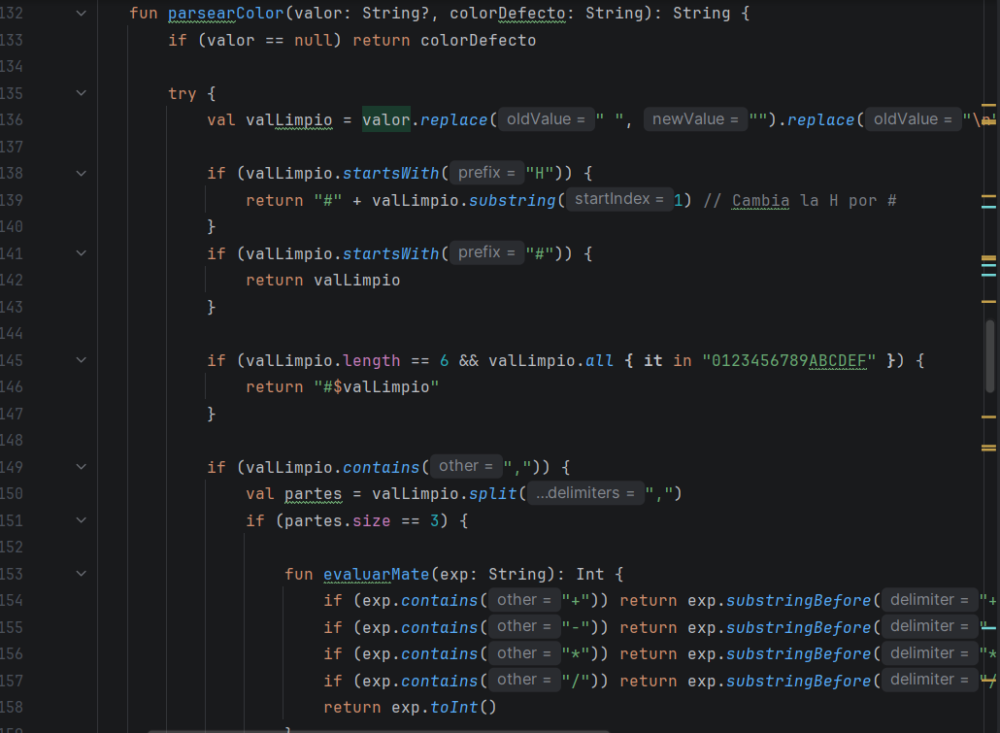 132 fun parsearColor(valor: String?, colorDefecto: String): String {
133 if (valor == null) return colorDefecto
134
135 try {
136 val valLimpio = valor.replace( oldValue = " ", newValue = "").replace( oldValue = "\n"
137
138 if (valLimpio.startsWith( prefix = "H")) {
139 return "#" + valLimpio.substring( startIndex = 1) // Cambia la H por #
140 }
141 if (valLimpio.startsWith( prefix = "#")) {
142 return valLimpio
143 }
144
145 if (valLimpio.length == 6 && valLimpio.all { it in "0123456789ABCDEF" }) {
146 return "#$valLimpio"
147 }
148
149 if (valLimpio.contains( other = ",")) {
150 val partes = valLimpio.split( ...delimiters = ",")
151 if (partes.size == 3) {
152
153 fun evaluarMate(exp: String): Int {
154 if (exp.contains( other = "+")) return exp.substringBefore( delimiter = "+
155 if (exp.contains( other = "-")) return exp.substringBefore( delimiter = "-
156 if (exp.contains( other = "*")) return exp.substringBefore( delimiter = "*
157 if (exp.contains( other = "/")) return exp.substringBefore( delimiter = "/
158 return exp.toInt()